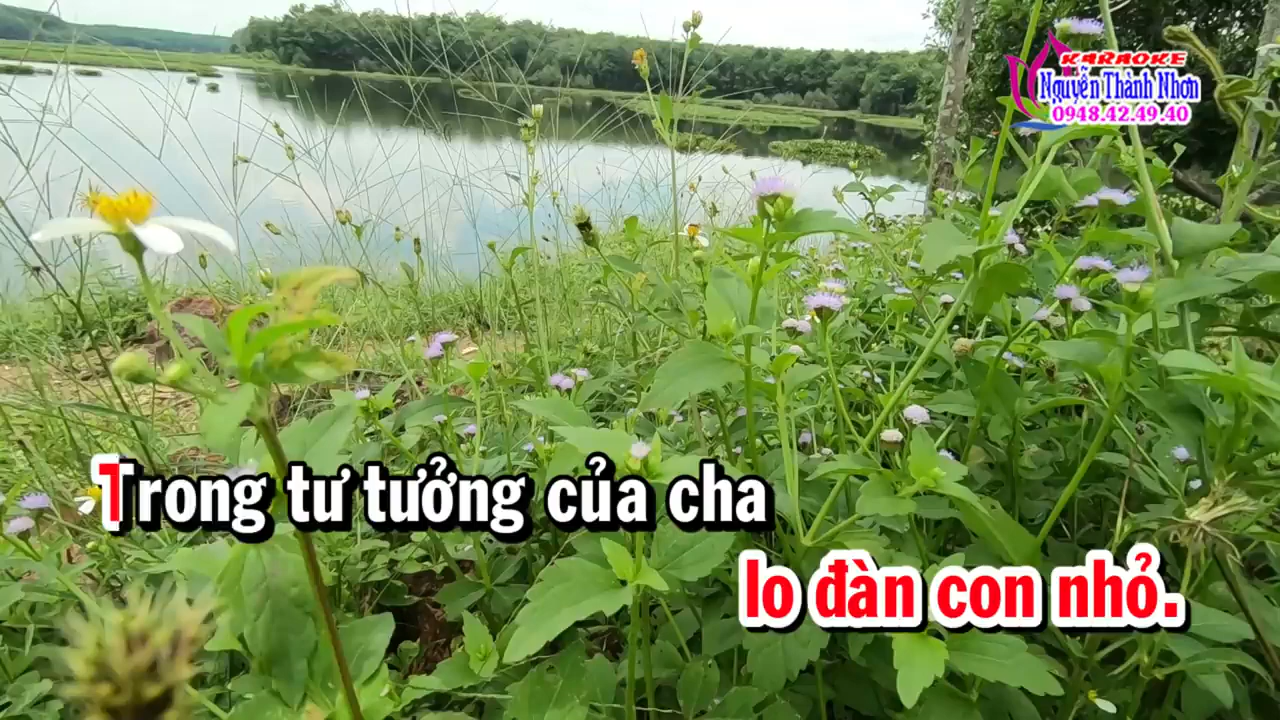 KARAOKE
Nguyễn Thành Nhơn
0948.42.49.40
Trong tư tưởng của cha
lo đàn con nhỏ.